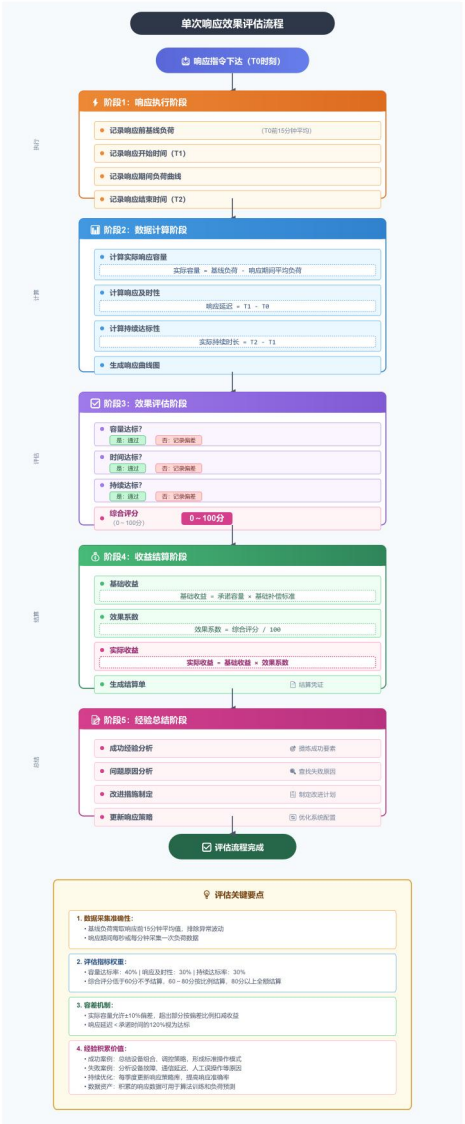 单次响应效果评估流程
响应指令下达（T0时刻）
执行
阶段1：响应执行阶段
记录响应前基线负荷 （T0前15分钟平均）
记录响应开始时间（T1）
记录响应期间负荷曲线
记录响应结束时间（T2）
计算
阶段2：数据计算阶段
计算实际响应容量
实际容量 = 基线负荷 - 响应期间平均负荷
计算响应及时性
响应延迟 = T1 - T0
计算持续达标性
实际持续时长 = T2 - T1
生成响应曲线图
评估
阶段3：效果评估阶段
容量达标？
是：通过 否：记录偏差
时间达标？
是：通过 否：记录偏差
持续达标？
是：通过 否：记录偏差
综合评分 0～100分
（0～100分）
结算
阶段4：收益结算阶段
基础收益
基础收益 = 承诺容量 × 基础补偿标准
效果系数
效果系数 = 综合评分 / 100
实际收益
实际收益 = 基础收益 × 效果系数
生成结算单 结算凭证
总结
阶段5：经验总结阶段
成功经验分析 提炼成功要素
问题原因分析 查找失败原因
改进措施制定 制定改进计划
更新响应策略 优化系统配置
评估流程完成
评估关键要点
1. 数据采集准确性：
• 基线负荷需取响应前15分钟平均值，排除异常波动
• 响应期间每秒或每分钟采集一次负荷数据
2. 评估指标权重：
• 容量达标率：40% | 响应及时性：30% | 持续达标率：30%
• 综合评分低于60分不予结算，60～80分按比例结算，80分以上全额结算
3. 容差机制：
• 实际容量允许±10%偏差，超出部分按偏差比例扣减收益
• 响应延迟 < 承诺时间的120%视为达标
4. 经验积累价值：
• 成功案例：总结设备组合、调控策略，形成标准操作模式
• 失败案例：分析设备故障、通信延迟、人工误操作等原因
• 持续优化：每季度更新响应策略库，提高响应准确率
• 数据资产：积累的响应数据可用于算法训练和负荷预测